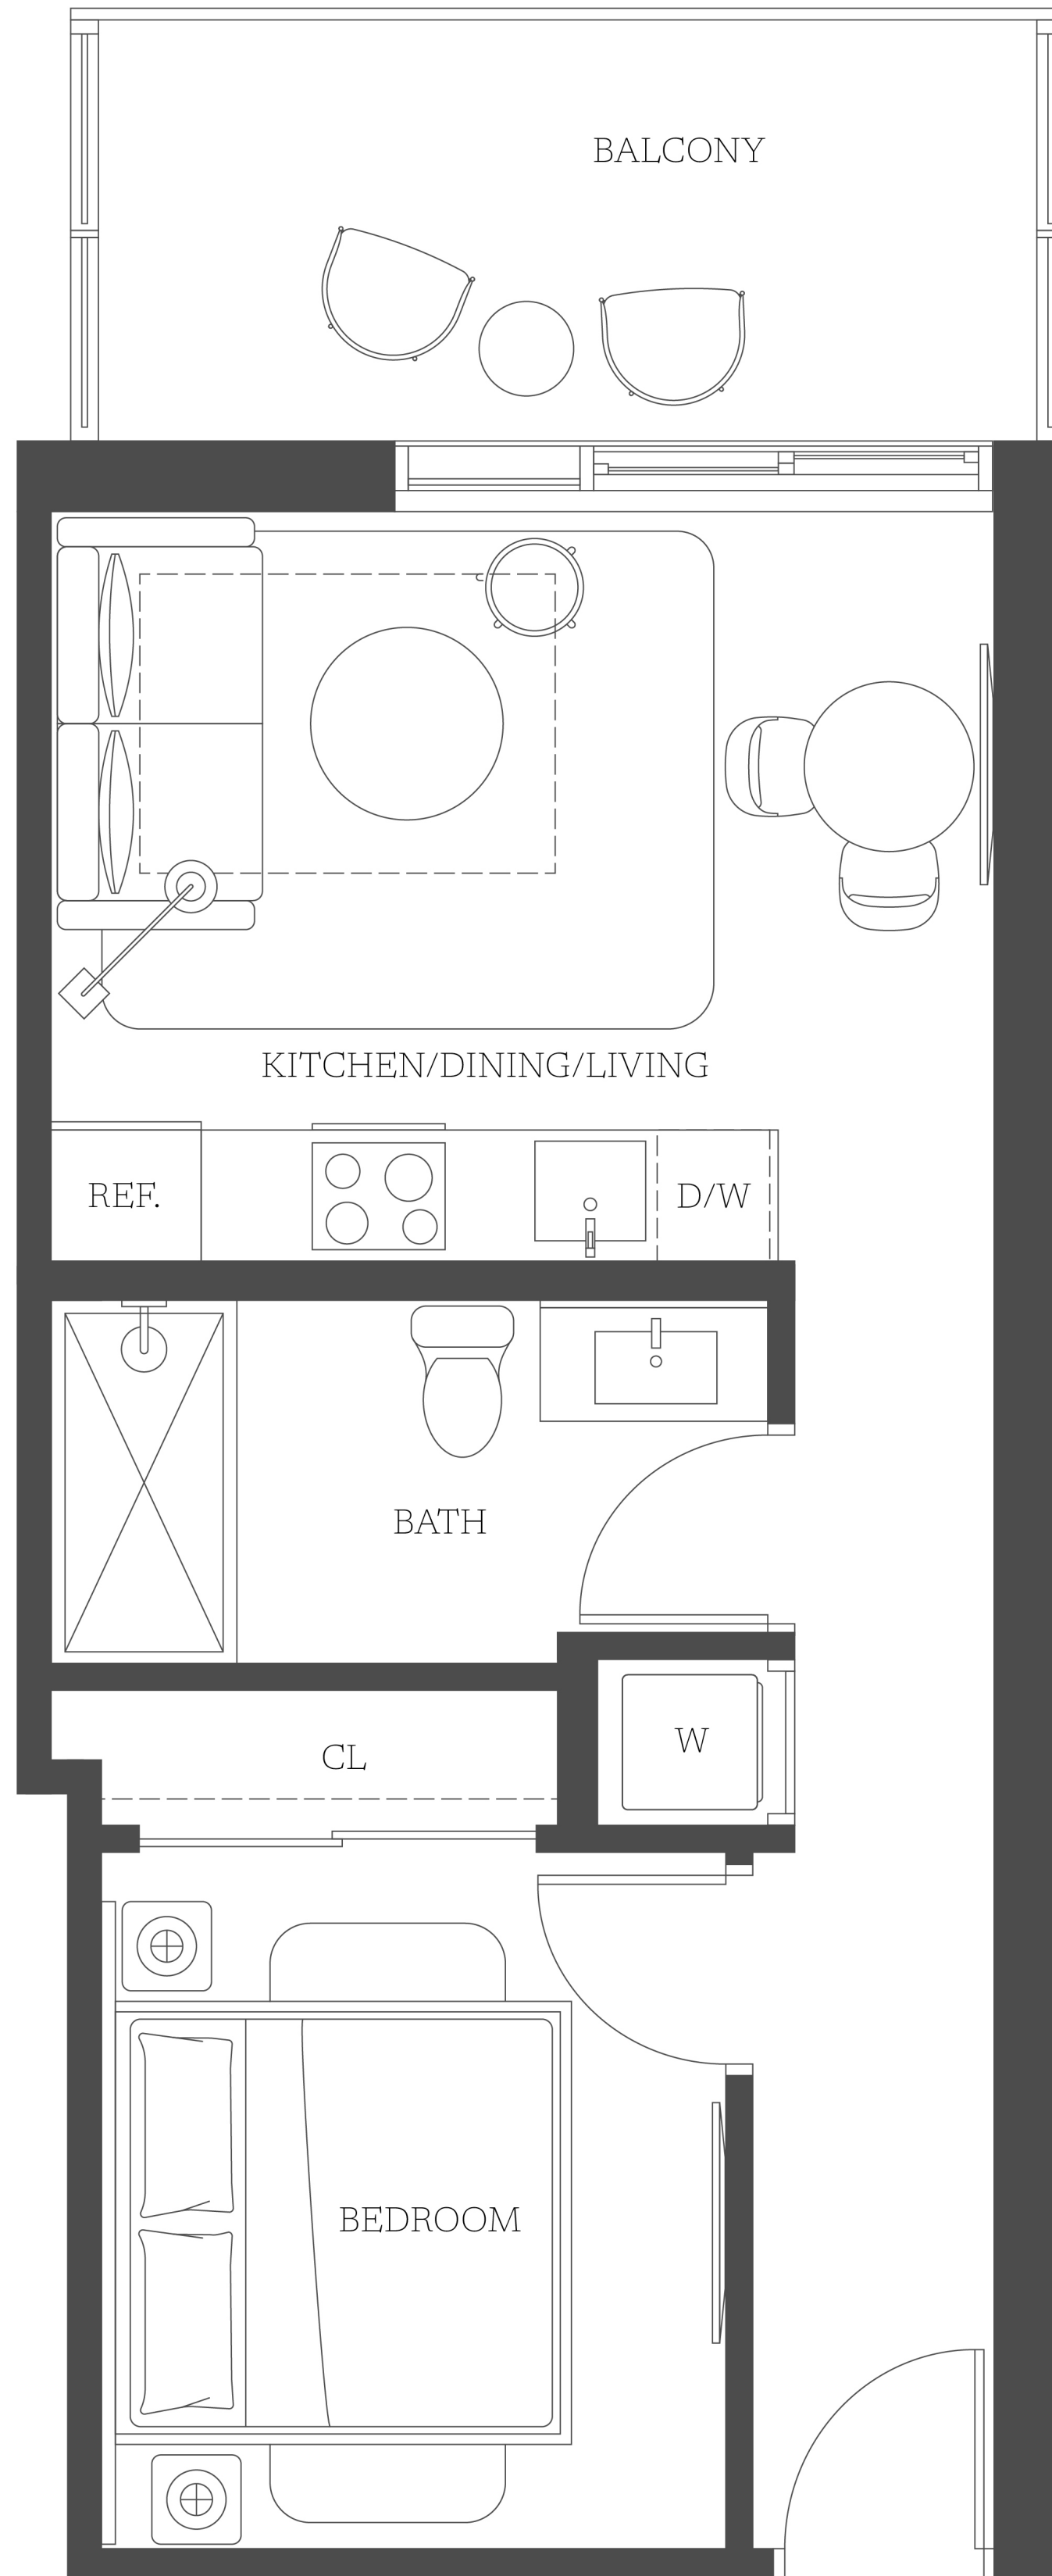 BALCONY
KITCHEN/DINING/LIVING
REF.
D/W
BATH
W
CL
BEDROOM